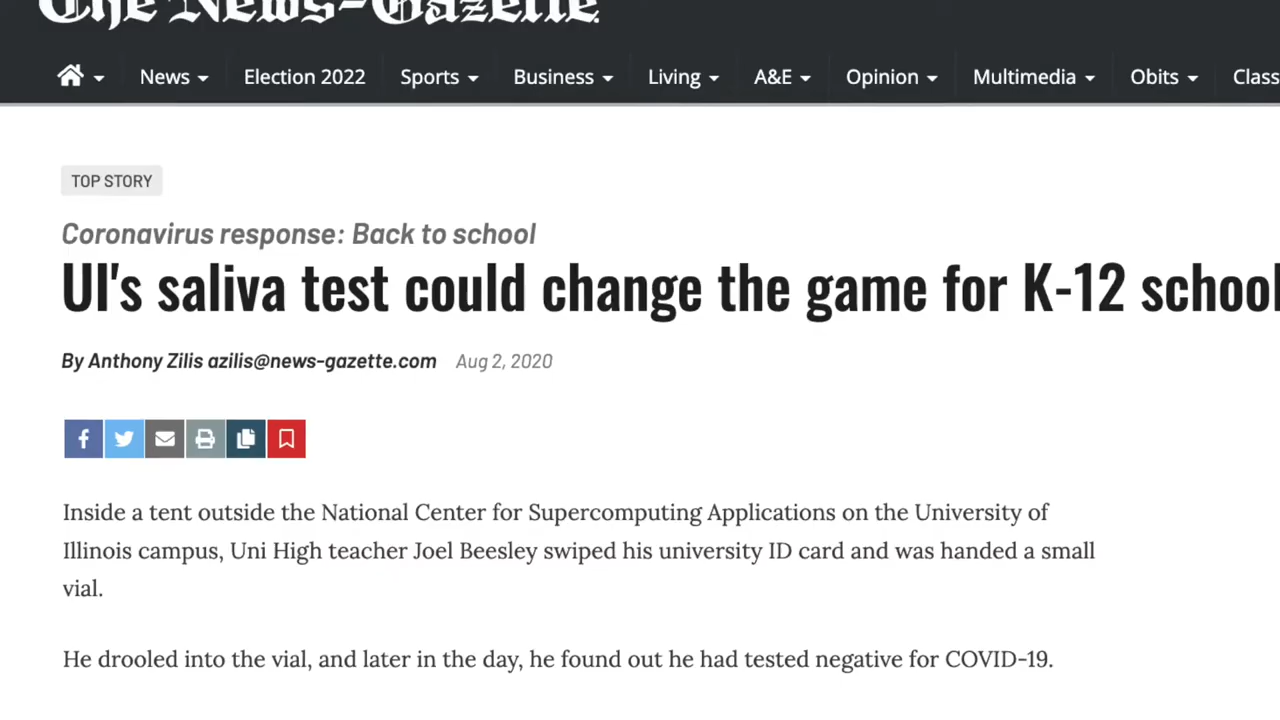 The News-Gazette
News Election 2022 Sports Business Living A&E Opinion Multimedia Obits Class
TOP STORY
Coronavirus response: Back to school
UI's saliva test could change the game for K-12 school
By Anthony Zilis azilis@news-gazette.com Aug 2, 2020
Inside a tent outside the National Center for Supercomputing Applications on the University of
Illinois campus, Uni High teacher Joel Beesley swiped his university ID card and was handed a small
vial.
He drooled into the vial, and later in the day, he found out he had tested negative for COVID-19.